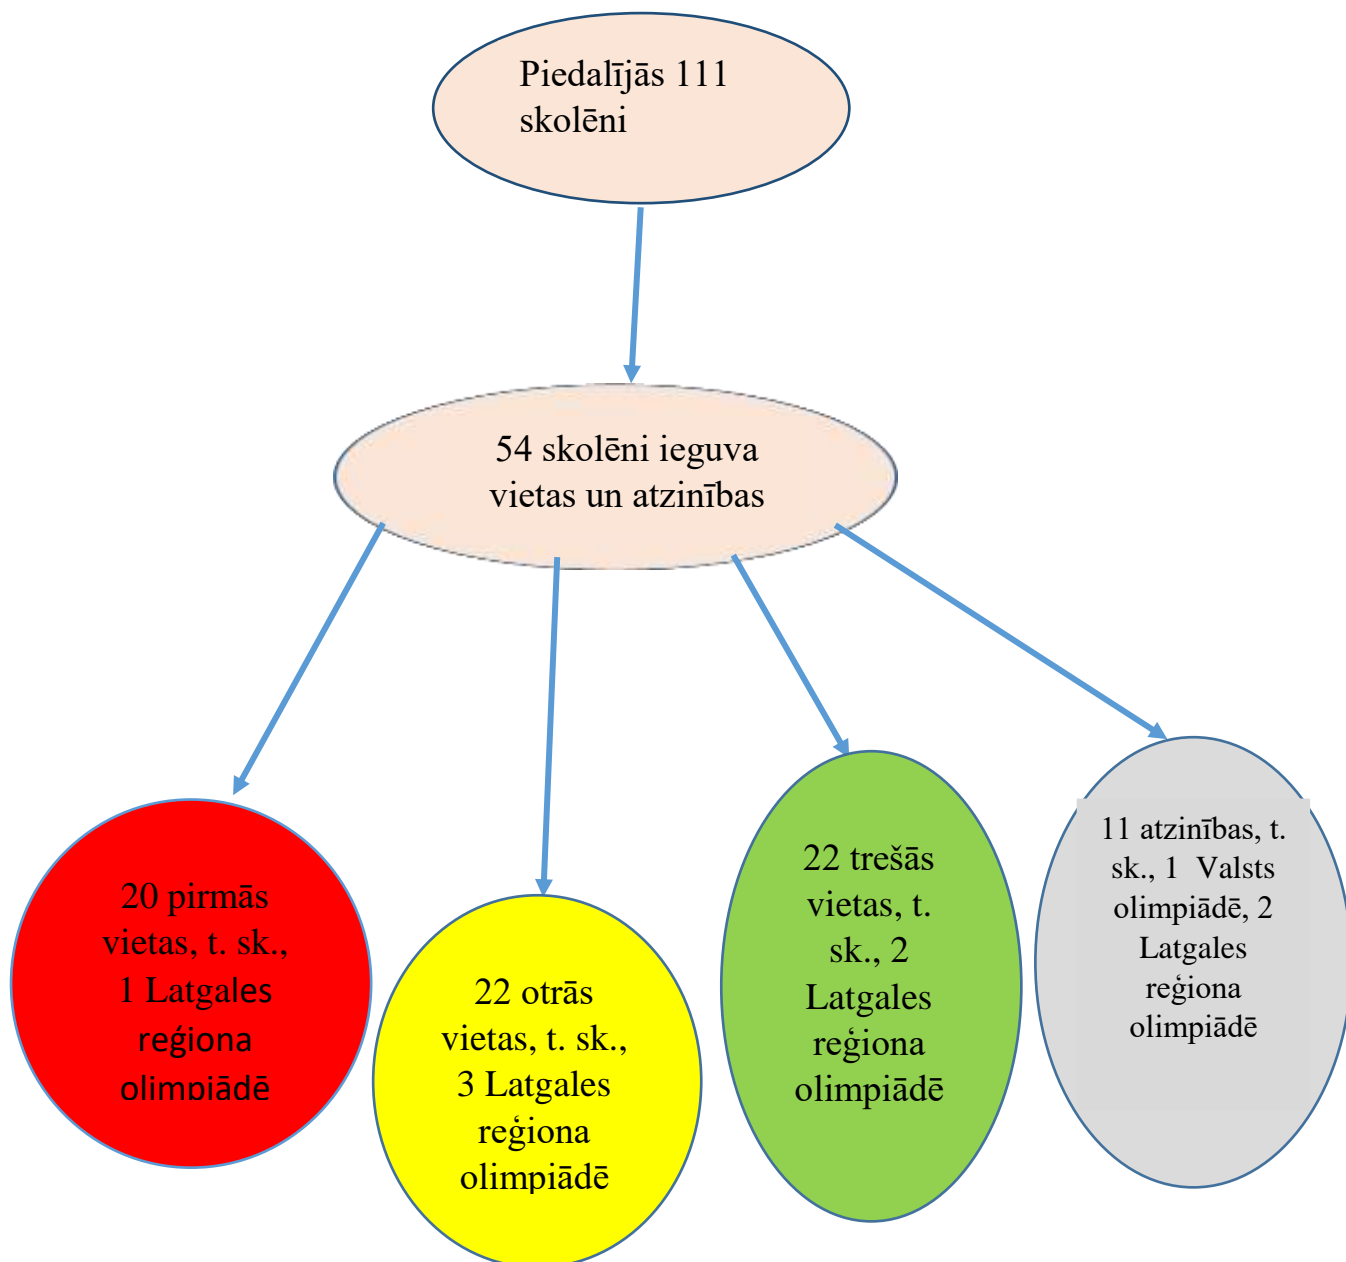 Piedalījās 111
skolēni
54 skolēni ieguva
vietas un atzinības
20 pirmās
vietas, t. sk.,
1 Latgales
reģiona
olimpiādē
22 otrās
vietas, t. sk.,
3 Latgales
reģiona
olimpiādē
22 trešās
vietas, t.
sk., 2
Latgales
reģiona
olimpiādē
11 atzinības, t.
sk., 1 Valsts
olimpiādē, 2
Latgales
reģiona
olimpiādē